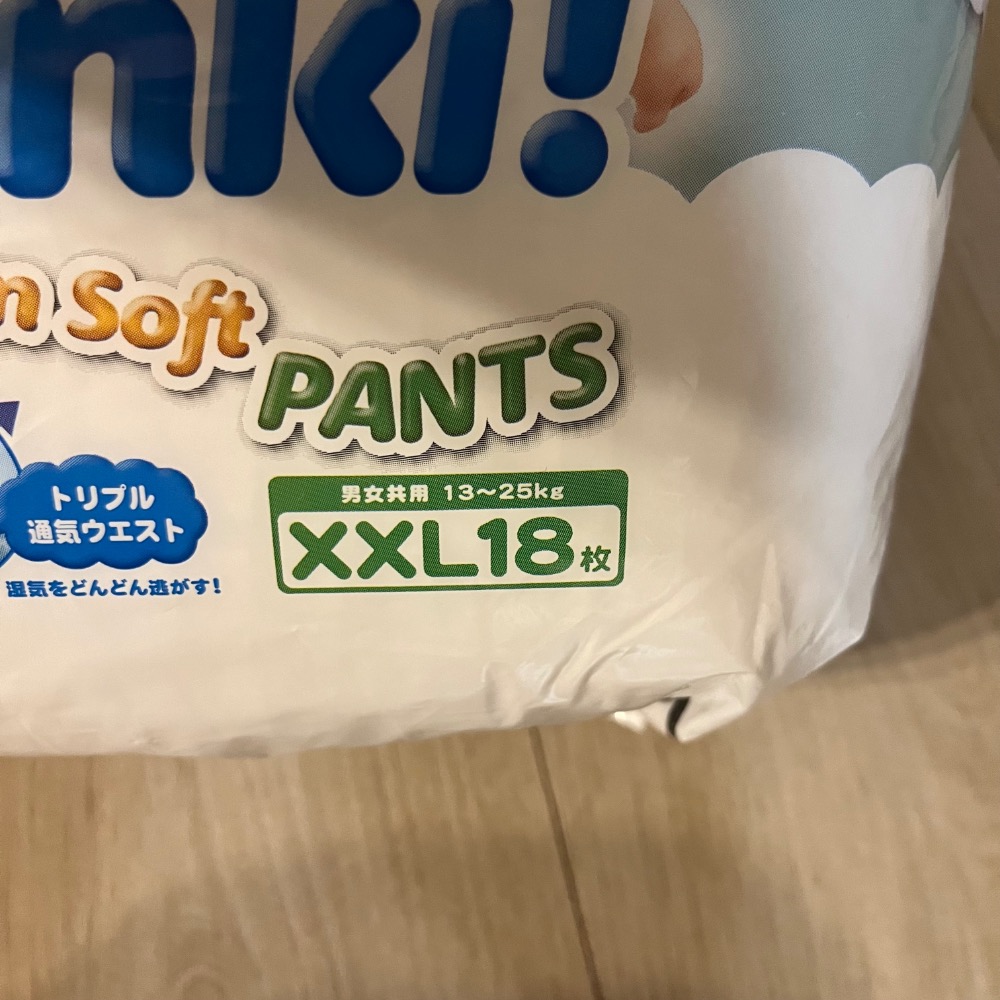 nki!
n Soft
PANTS
トリプル
通気ウエスト
湿気をどんどん逃がす!
男女共用 13～25kg
XXL18枚